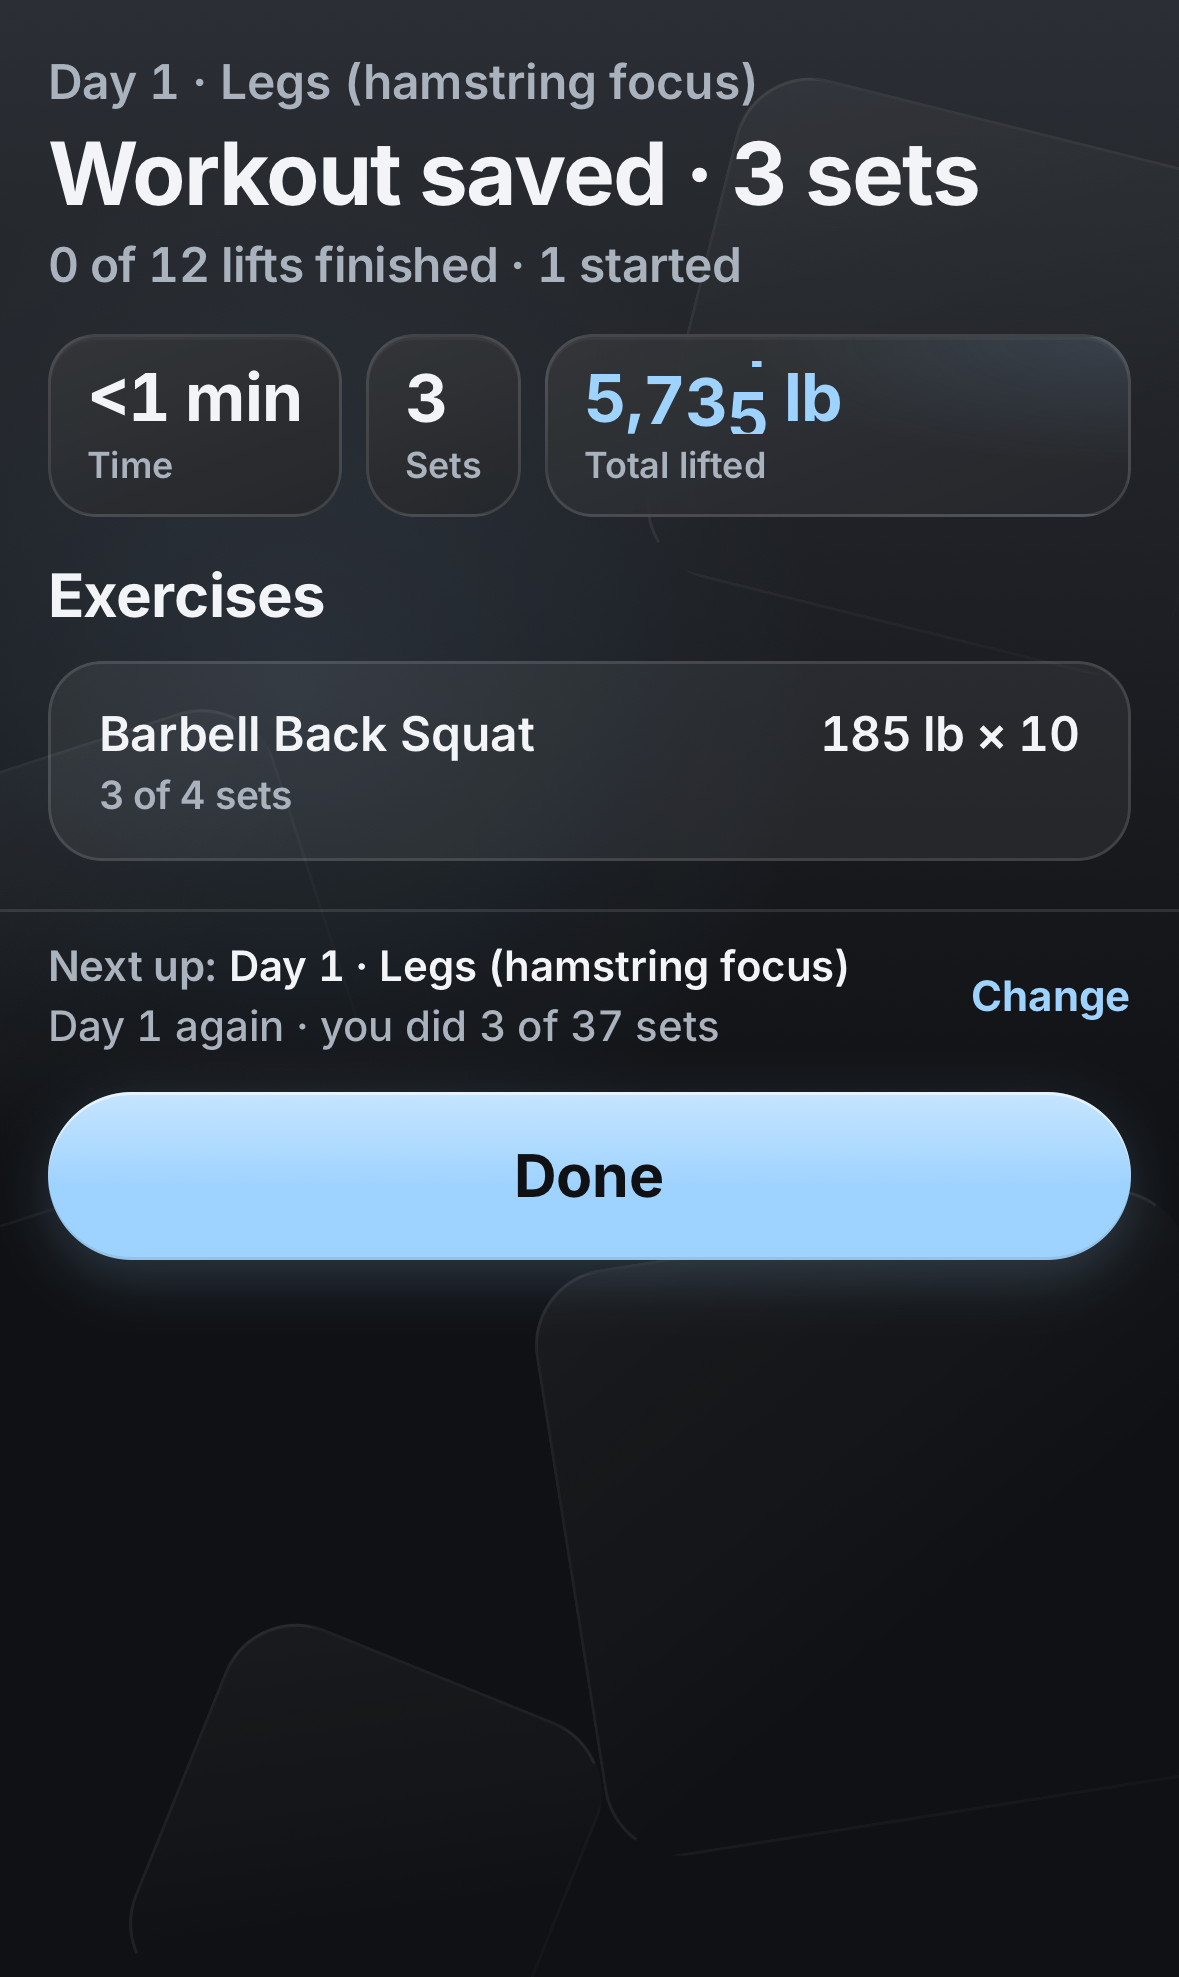 Day 1 · Legs (hamstring focus)
Workout saved · 3 sets
0 of 12 lifts finished · 1 started
<1 min
Time
3
Sets
5,735 lb
Total lifted
Exercises
Barbell Back Squat
185 lb × 10
3 of 4 sets
Next up: Day 1 · Legs (hamstring focus)
Day 1 again · you did 3 of 37 sets
Change
Done